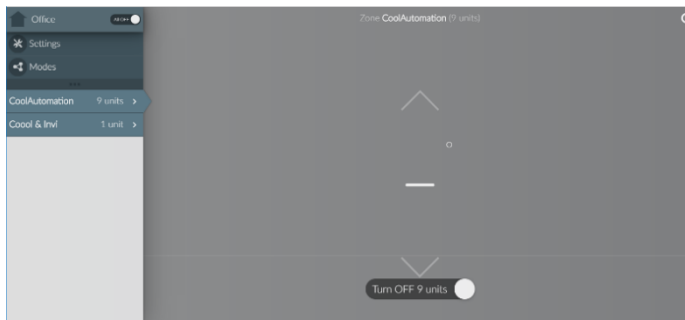 Office
All OFF
Zone CoolAutomation (9 units)
Settings
Modes
CoolAutomation 9 units >
Coool & Invi 1 unit >
Turn OFF 9 units